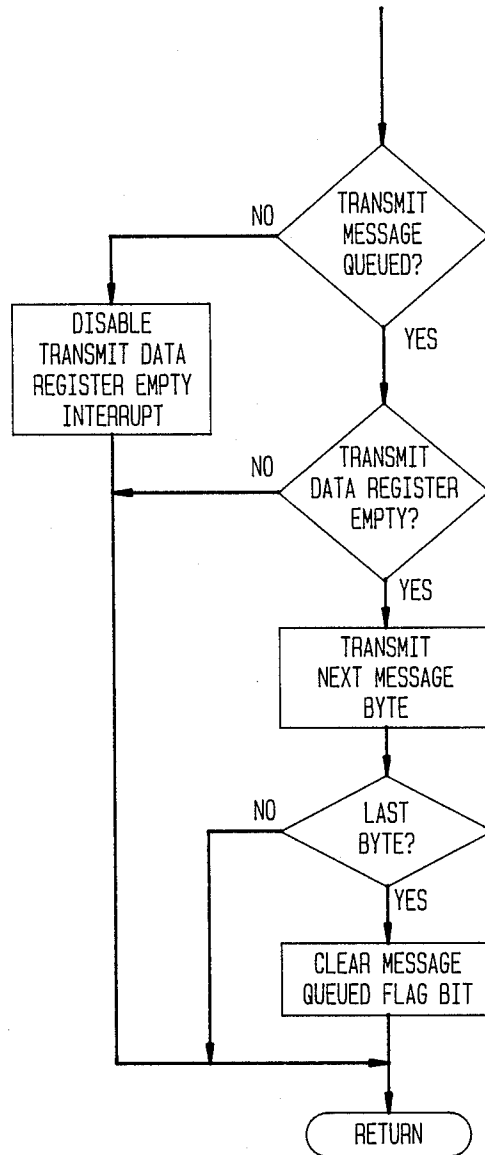 TRANSMIT
MESSAGE
QUEUED?
NO
YES
DISABLE
TRANSMIT DATA
REGISTER EMPTY
INTERRUPT
TRANSMIT
DATA REGISTER
EMPTY?
NO
YES
TRANSMIT
NEXT MESSAGE
BYTE
LAST
BYTE?
NO
YES
CLEAR MESSAGE
QUEUED FLAG BIT
RETURN